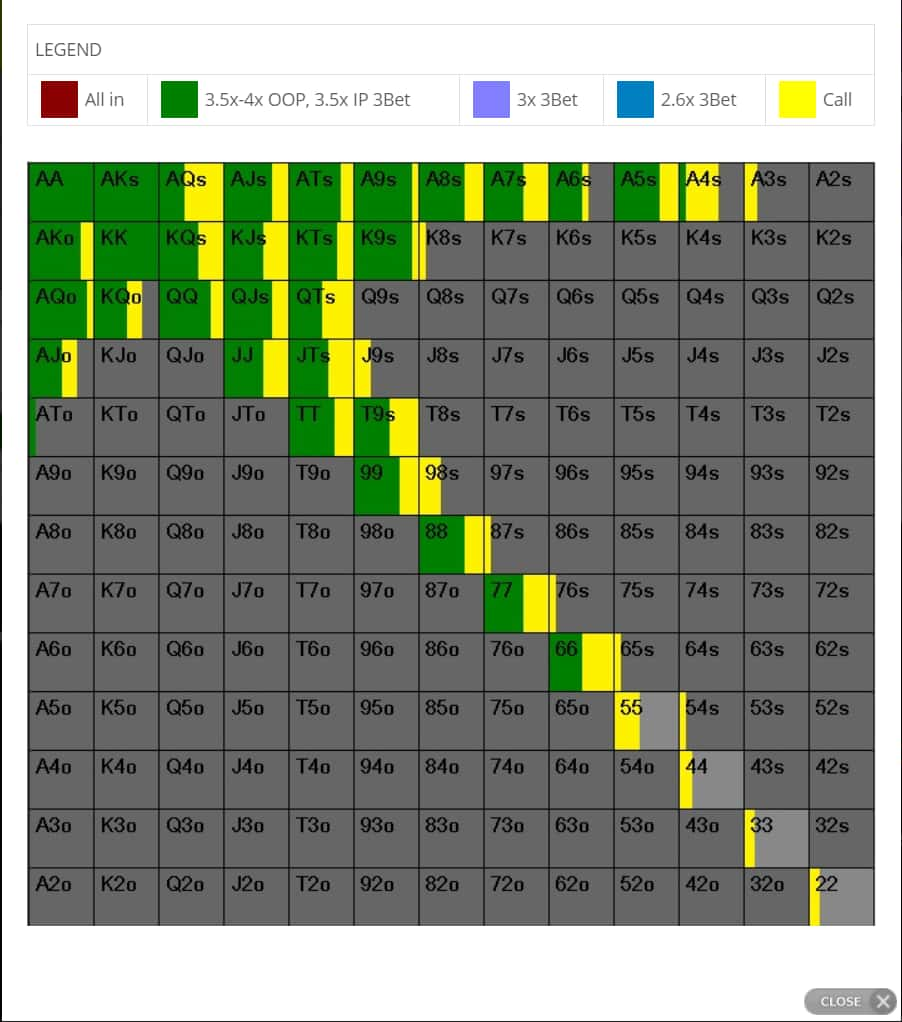 LEGEND
All in 3.5x-4x OOP, 3.5x IP 3Bet 3x 3Bet 2.6x 3Bet Call
AA AKs AQs AJs ATs A9s A8s A7s A6s A5s A4s A3s A2s
AKo KK KQs KJs KTs K9s K8s K7s K6s K5s K4s K3s K2s
AQo KQo QQ QJs QTs Q9s Q8s Q7s Q6s Q5s Q4s Q3s Q2s
AJo KJo QJo JJ JTs J9s J8s J7s J6s J5s J4s J3s J2s
ATo KTo QTo JTo TT T9s T8s T7s T6s T5s T4s T3s T2s
A9o K9o Q9o J9o T9o 99 98s 97s 96s 95s 94s 93s 92s
A8o K8o Q8o J8o T8o 98o 88 87s 86s 85s 84s 83s 82s
A7o K7o Q7o J7o T7o 97o 87o 77 76s 75s 74s 73s 72s
A6o K6o Q6o J6o T6o 96o 86o 76o 66 65s 64s 63s 62s
A5o K5o Q5o J5o T5o 95o 85o 75o 65o 55 54s 53s 52s
A4o K4o Q4o J4o T4o 94o 84o 74o 64o 54o 44 43s 42s
A3o K3o Q3o J3o T3o 93o 83o 73o 63o 53o 43o 33 32s
A2o K2o Q2o J2o T2o 92o 82o 72o 62o 52o 42o 32o 22
CLOSE